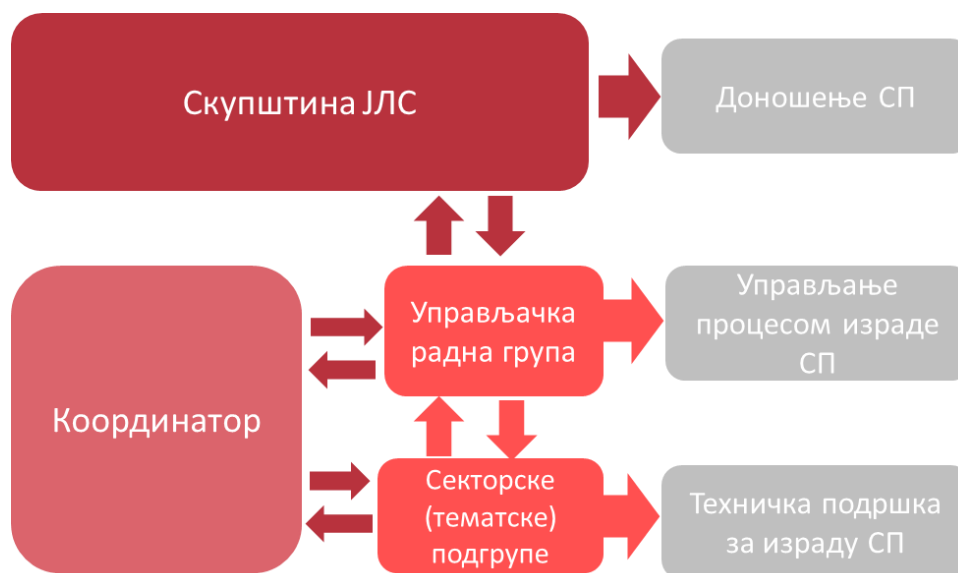 Скупштина ЈЛС
Доношење СП
Управљачка
радна група
Управљање
процесом израде
СП
Координатор
Секторске
(тематске)
подгрупе
Техничка подршка
за израду СП